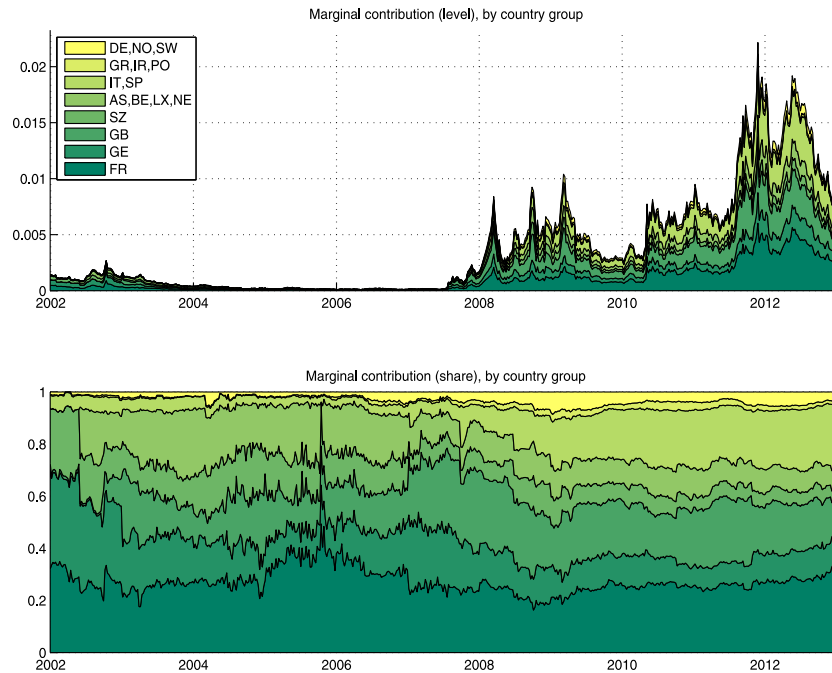 Marginal contribution (level), by country group
DE,NO,SW
GR,IR,PO
IT,SP
AS,BE,LX,NE
SZ
GB
GE
FR
0.02
0.015
0.01
0.005
0
2002 2004 2006 2008 2010 2012
Marginal contribution (share), by country group
1
0.8
0.6
0.4
0.2
0
2002 2004 2006 2008 2010 2012